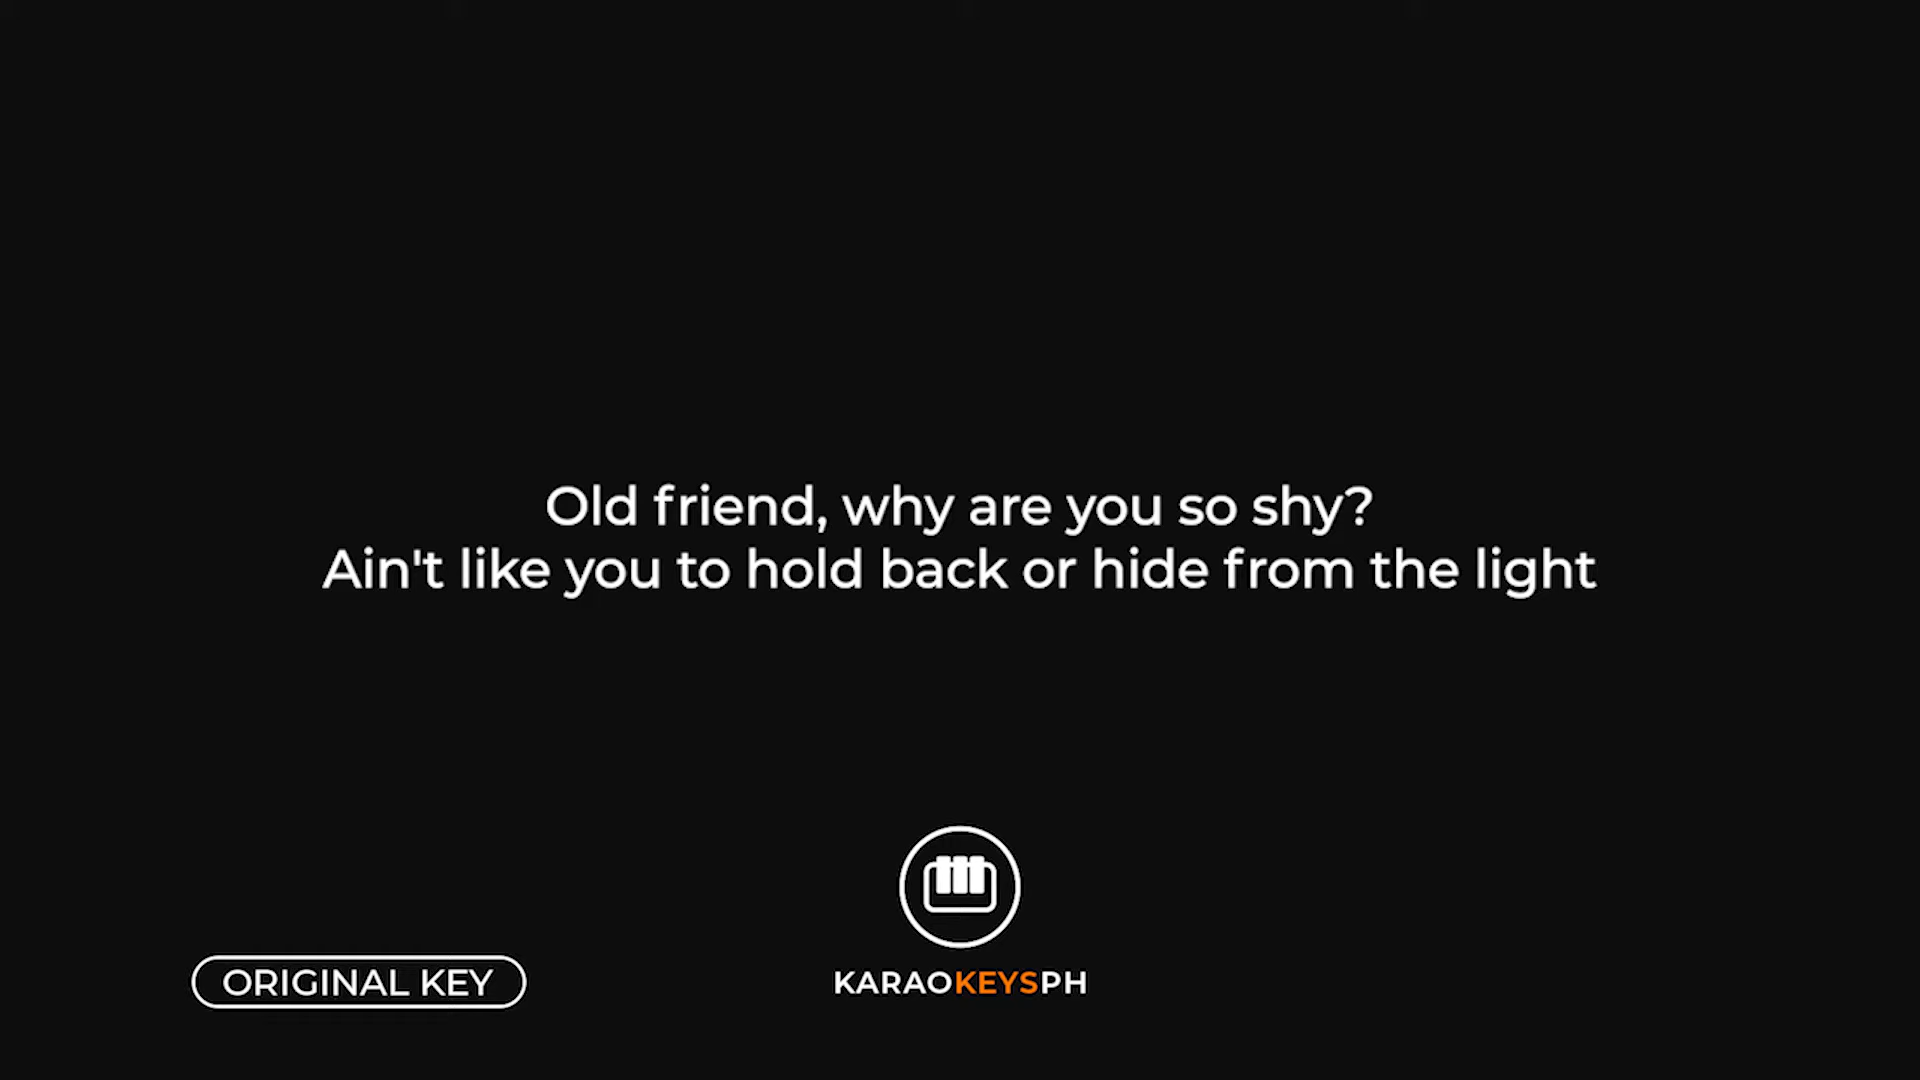 Old friend, why are you so shy?
Ain't like you to hold back or hide from the light
ORIGINAL KEY
KARAOKEYSPH